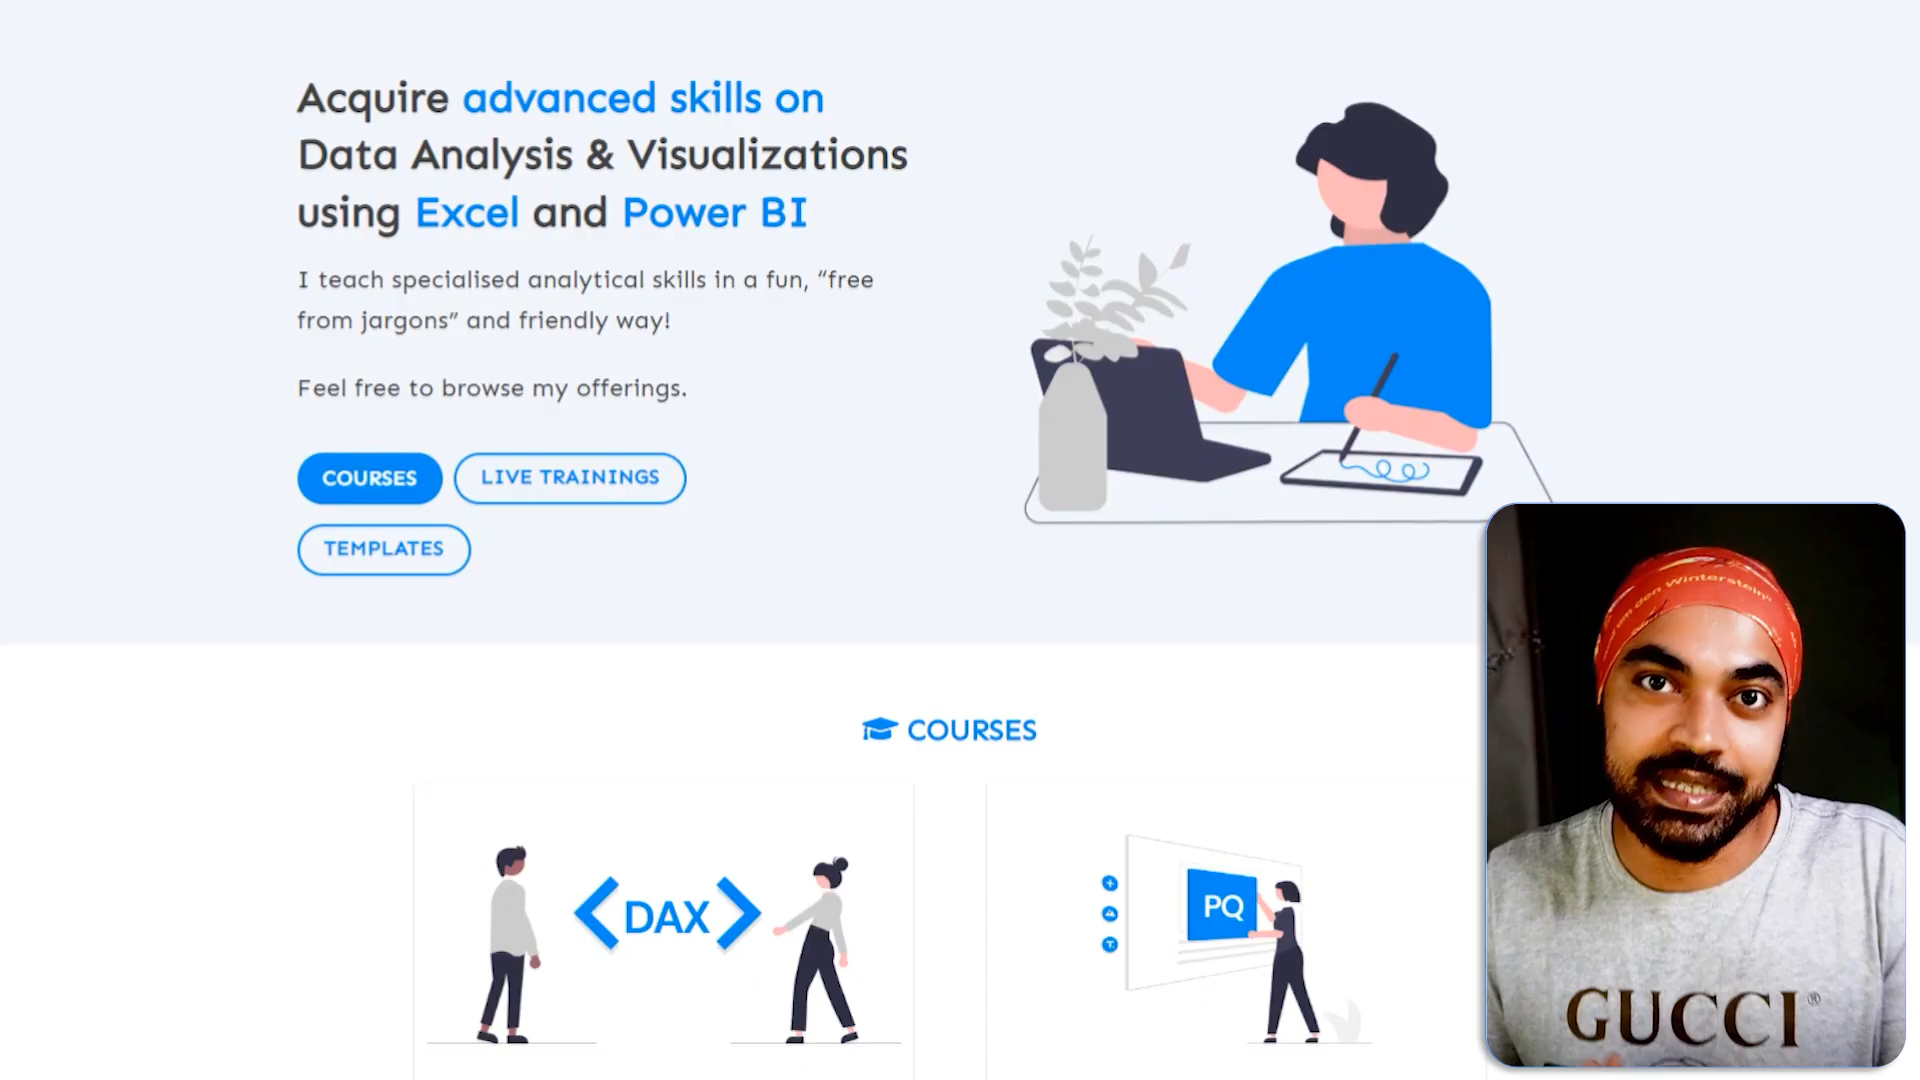 Acquire advanced skills on
Data Analysis & Visualizations
using Excel and Power BI
I teach specialised analytical skills in a fun, “free
from jargons” and friendly way!
Feel free to browse my offerings.
COURSES
LIVE TRAININGS
TEMPLATES
COURSES
DAX
PQ
den Winterstein
GUCCI®